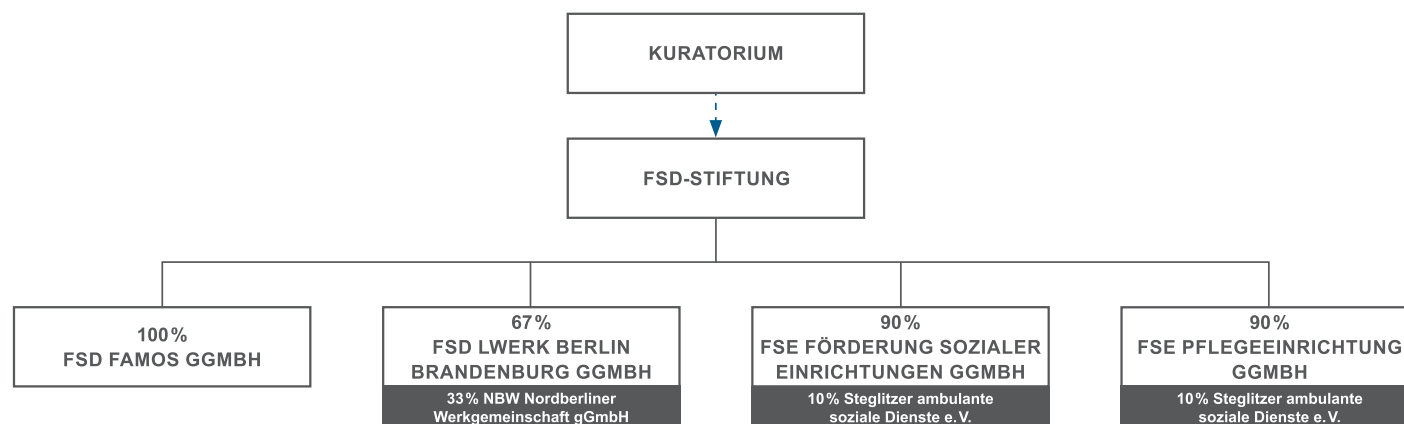 KURATORIUM
FSD-STIFTUNG
100%
FSD FAMOS GGMBH
67%
FSD LWERK BERLIN
BRANDENBURG GGMBH
33% NBW Nordberliner
Werkgemeinschaft gGmbH
90%
FSE FÖRDERUNG SOZIALER
EINRICHTUNGEN GGMBH
10% Steglitzer ambulante
soziale Dienste e.V.
90%
FSE PFLEGEEINRICHTUNG
GGMBH
10% Steglitzer ambulante
soziale Dienste e.V.